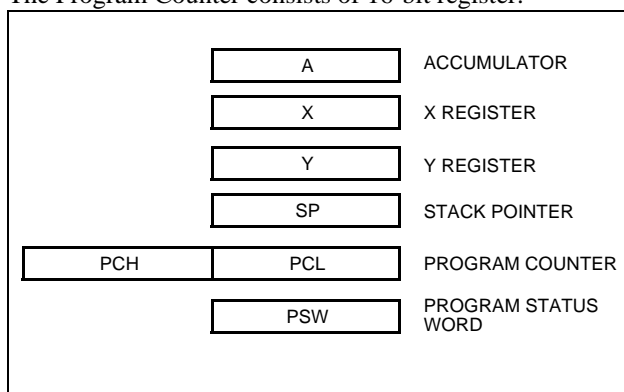 The Program Counter consists of 16-bit register.
A ACCUMULATOR
X X REGISTER
Y Y REGISTER
SP STACK POINTER
PCH PCL PROGRAM COUNTER
PSW PROGRAM STATUS
WORD